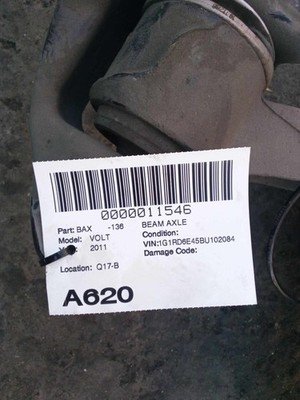 0000011546
Part: BAX -136 BEAM AXLE
Model: VOLT Condition:
2011 VIN:1G1RD6E45BU102084
Damage Code:
Location: Q17-B
A620